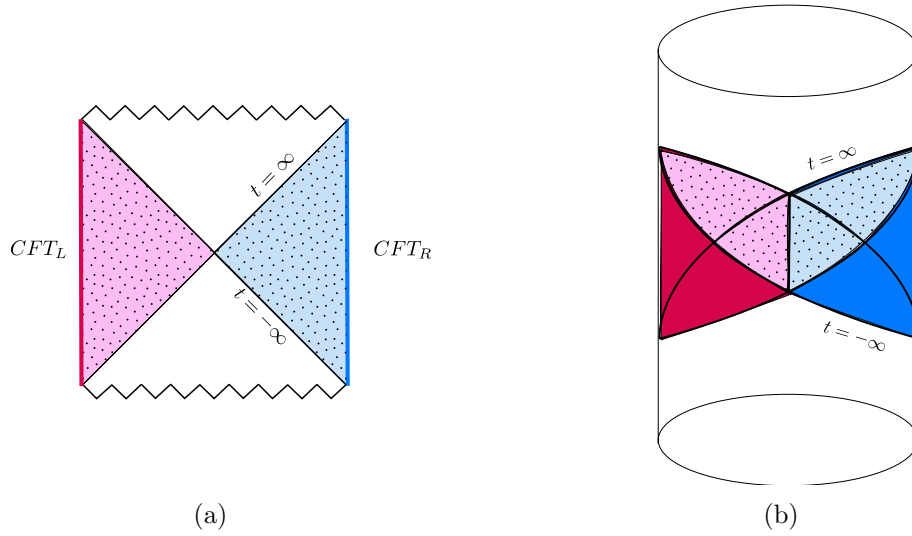 t = ∞
CFT_L
CFT_R
t = −∞
(a)
t = ∞
t = −∞
(b)